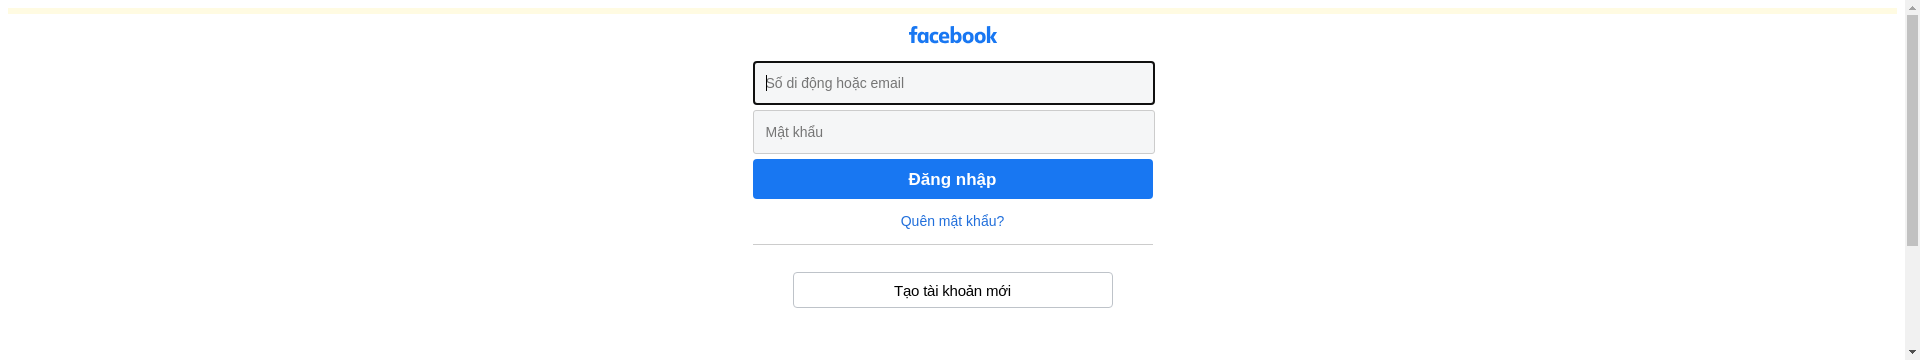 facebook
Số di động hoặc email
Mật khẩu
Đăng nhập
Quên mật khẩu?
Tạo tài khoản mới